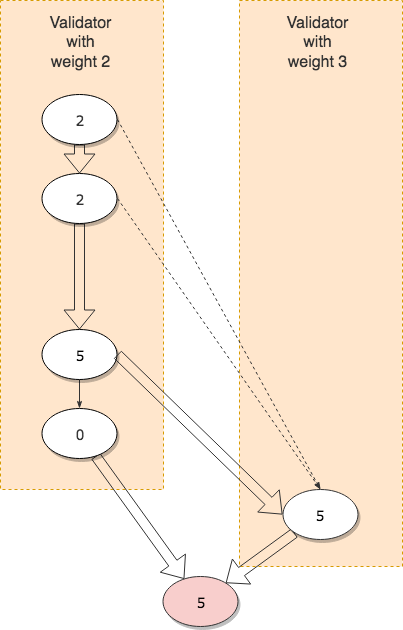 Validator
with
weight 2
Validator
with
weight 3
2
2
5
0
5
5